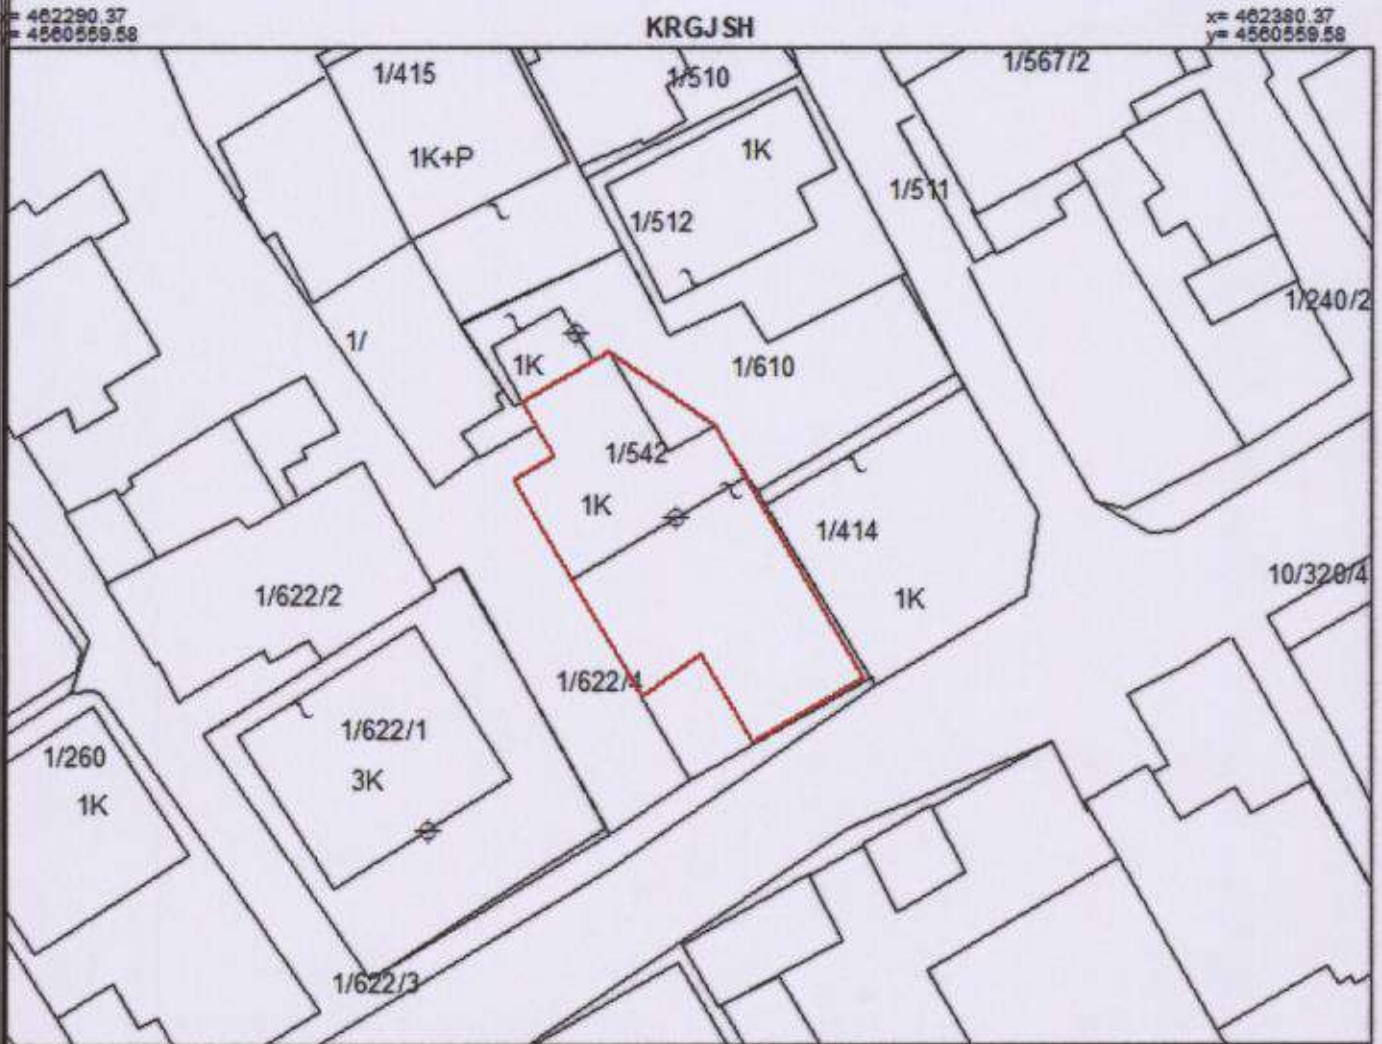 x= 462290.37
y= 4560559.58
KRGJSH
x= 462380.37
y= 4560559.58
1/415
1/510
1/567/2
1K+P
1K
1/511
1/512
1/240/2
1/
1K
1/610
1/542
1K
1/414
10/320/4
1/622/2
1K
1/622/4
1/622/1
1/260
3K
1K
1/622/3